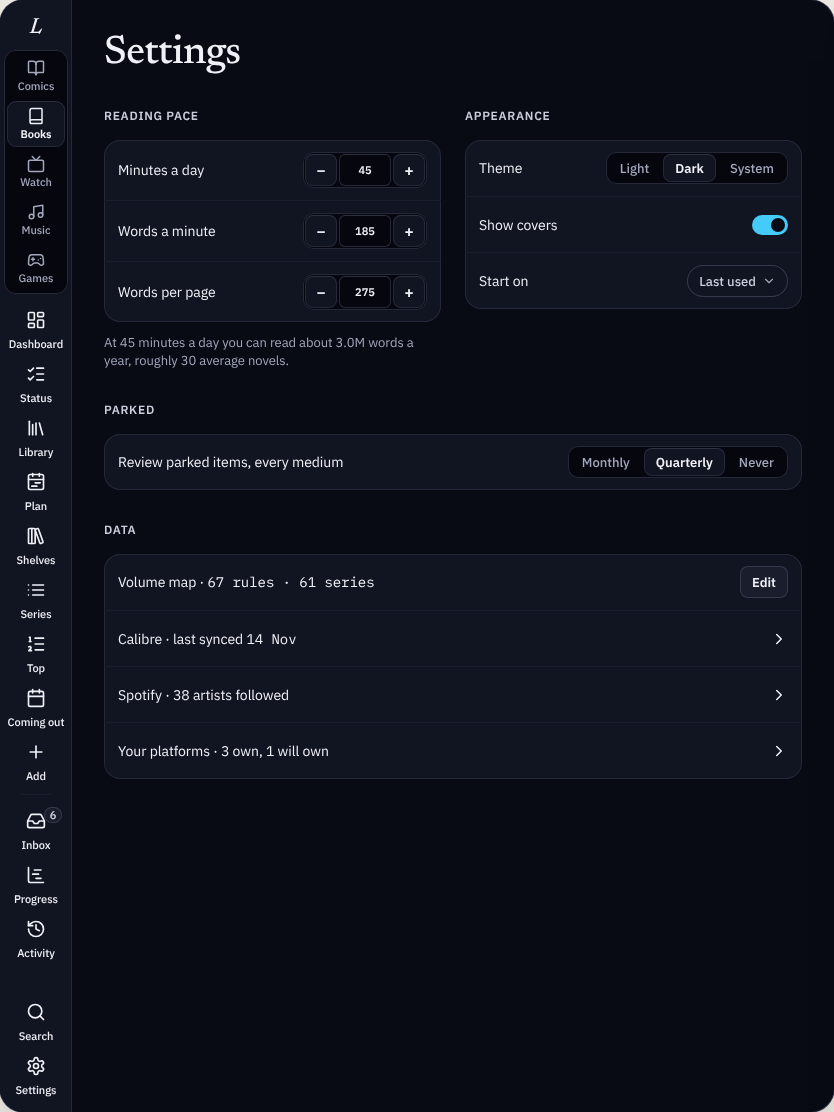 L
Comics
Books
Watch
Music
Games
Dashboard
Status
Library
Plan
Shelves
Series
Top
Coming out
Add
6
Inbox
Progress
Activity
Search
Settings
Settings
READING PACE
Minutes a day − 45 +
Words a minute − 185 +
Words per page − 275 +
At 45 minutes a day you can read about 3.0M words a
year, roughly 30 average novels.
APPEARANCE
Theme Light Dark System
Show covers
Start on Last used
PARKED
Review parked items, every medium Monthly Quarterly Never
DATA
Volume map · 67 rules · 61 series Edit
Calibre · last synced 14 Nov
Spotify · 38 artists followed
Your platforms · 3 own, 1 will own